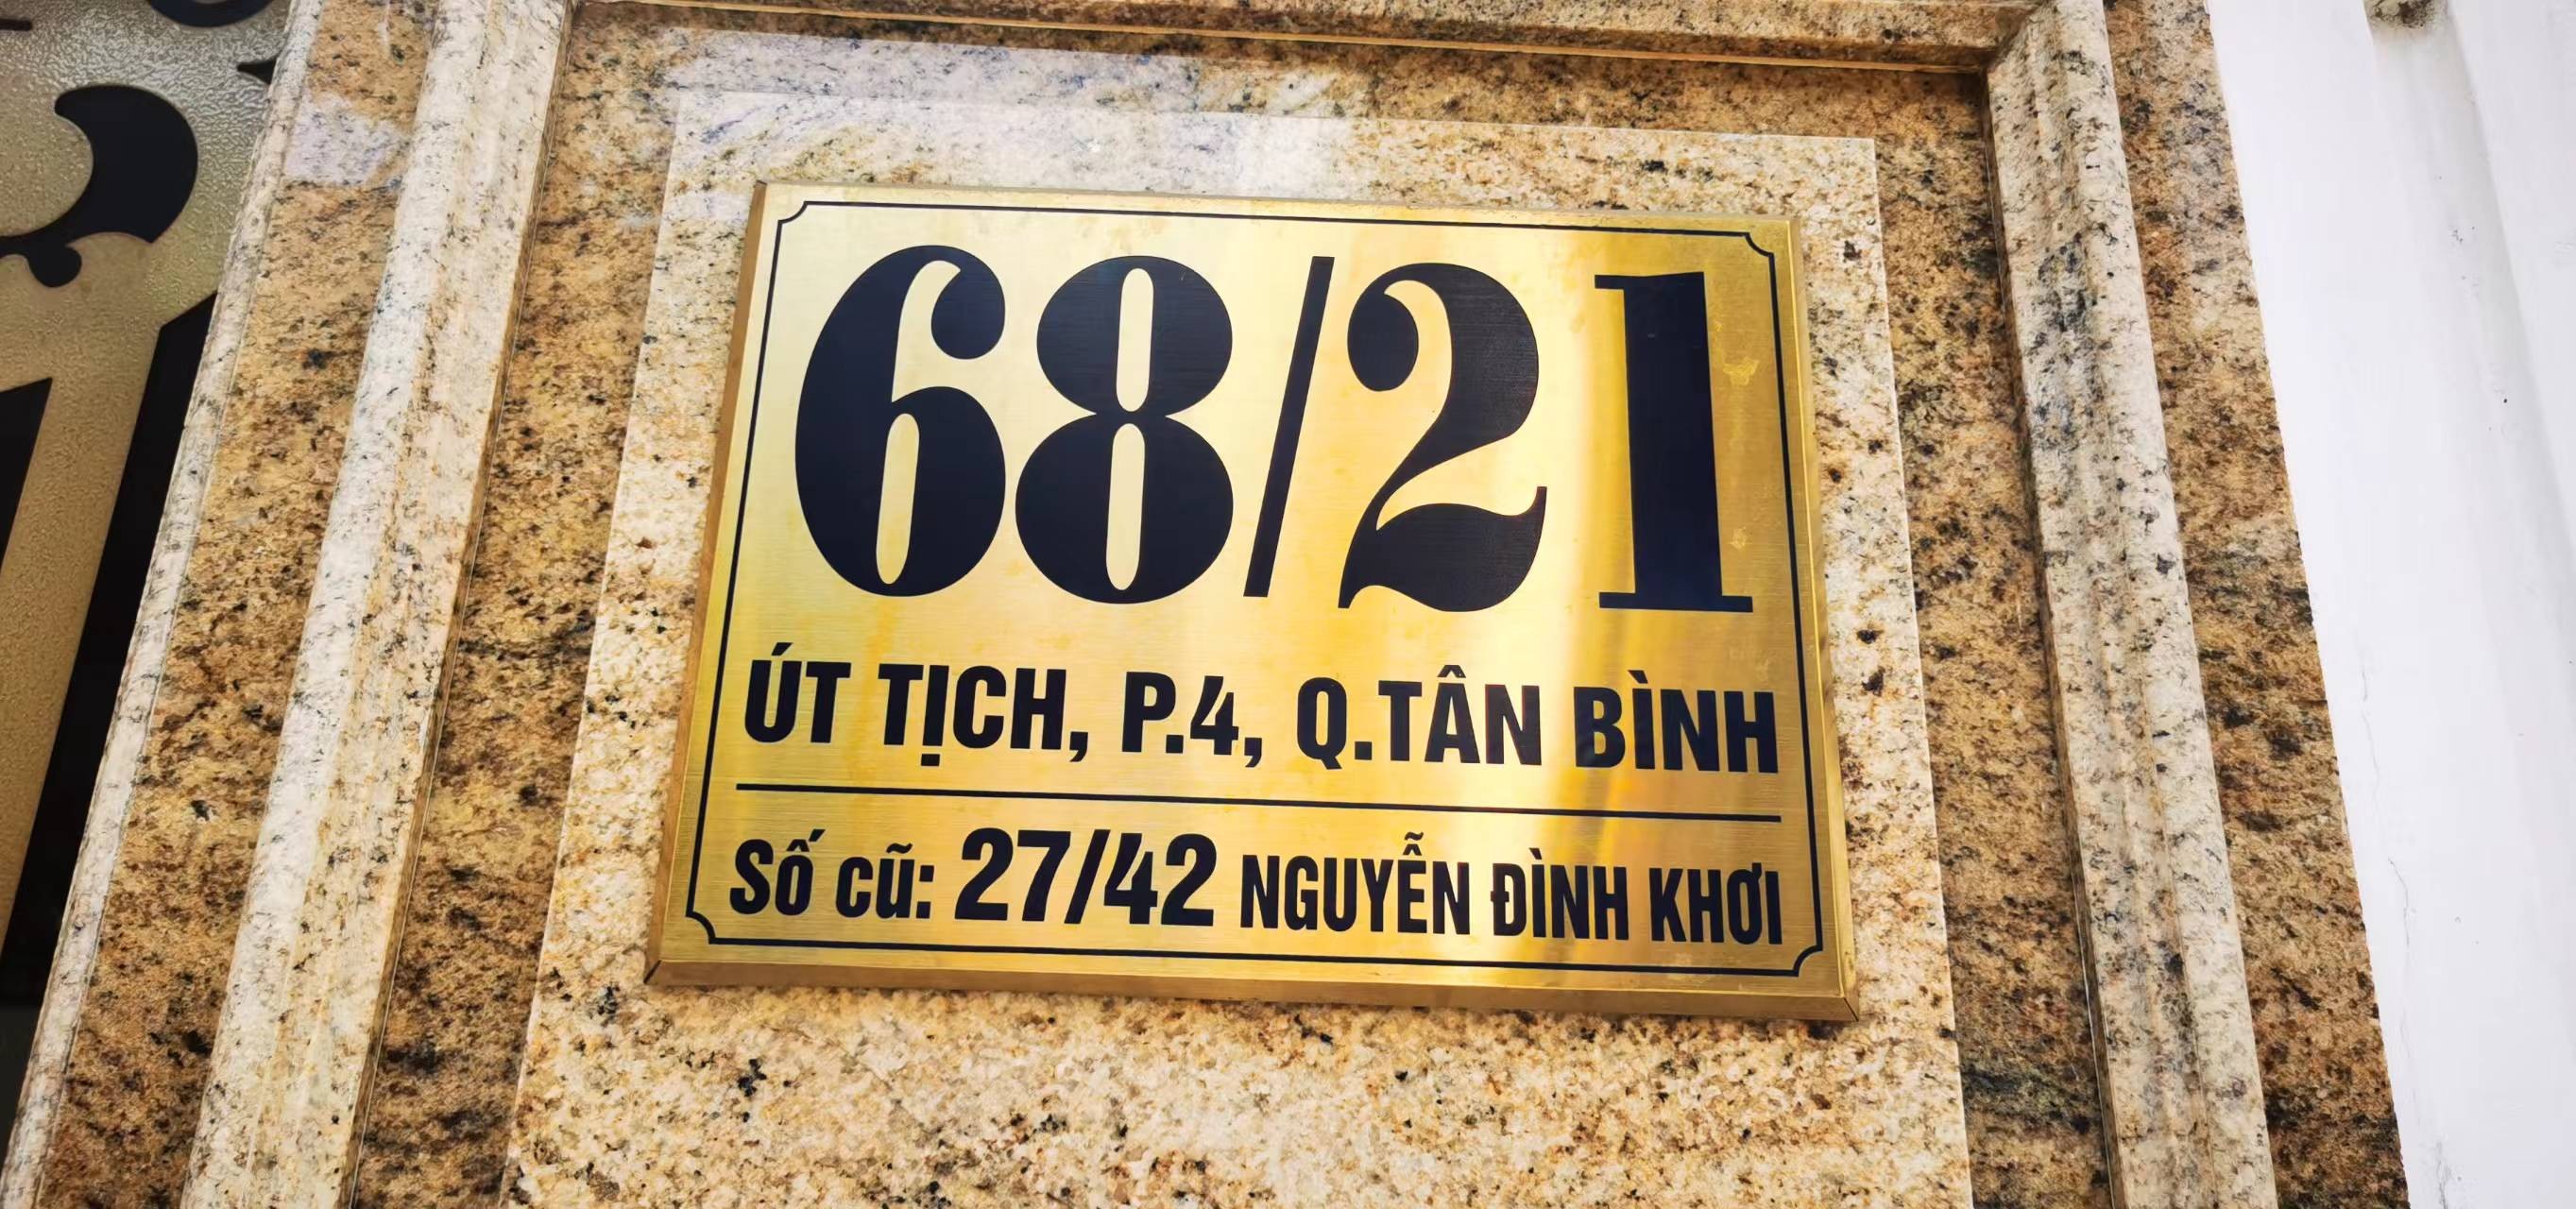 68/21
ÚT TỊCH, P.4, Q.TÂN BÌNH
Số cũ: 27/42 NGUYỄN ĐÌNH KHƠI